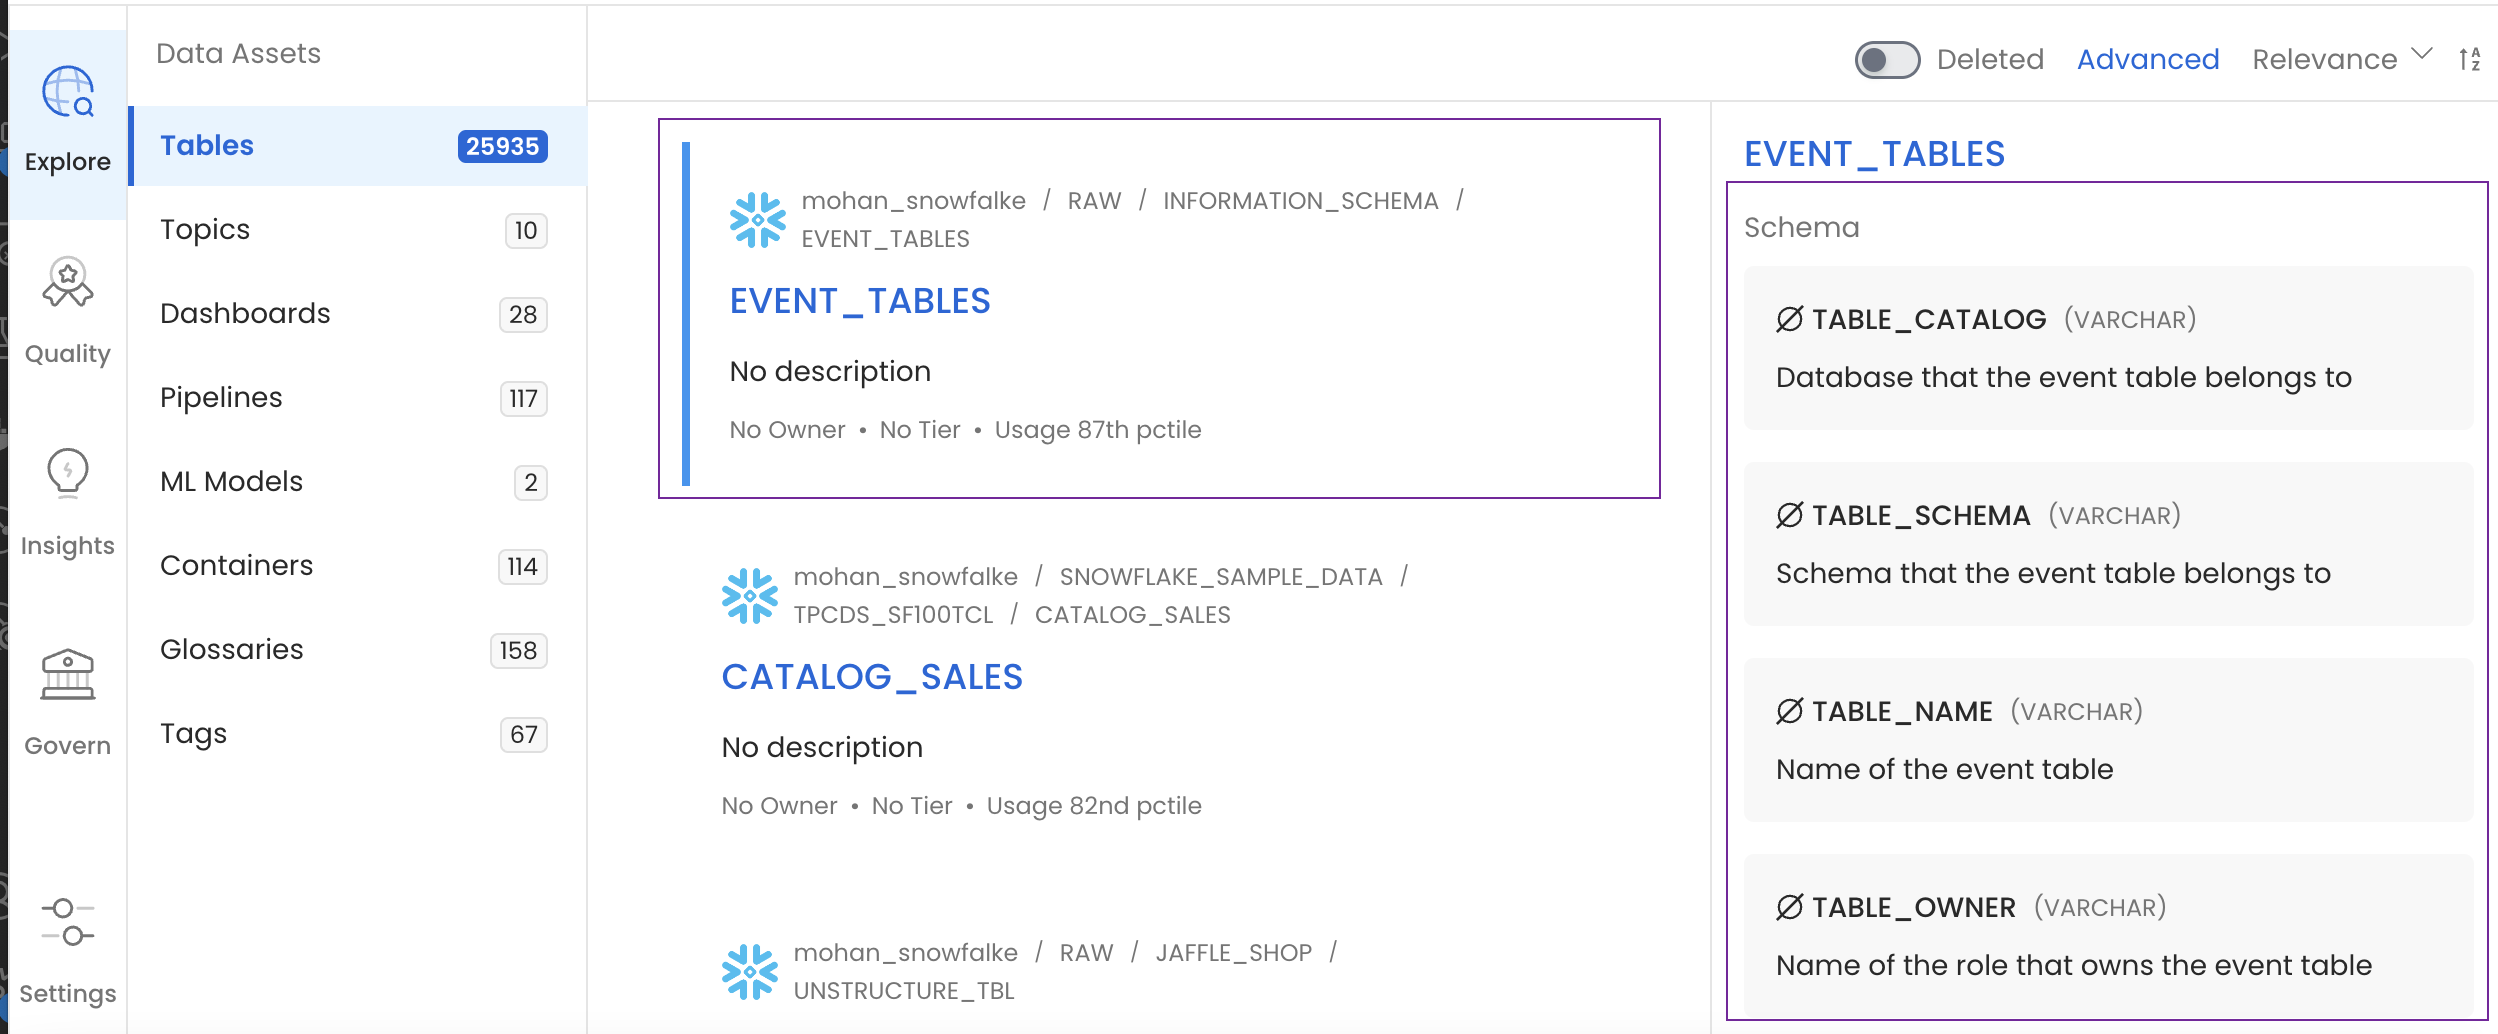 Explore
Quality
Insights
Govern
Settings
Data Assets
Tables 25935
Topics 10
Dashboards 28
Pipelines 117
ML Models 2
Containers 114
Glossaries 158
Tags 67
Deleted Advanced Relevance A Z
mohan_snowfalke / RAW / INFORMATION_SCHEMA /
EVENT_TABLES
EVENT_TABLES
No description
No Owner • No Tier • Usage 87th pctile
mohan_snowfalke / SNOWFLAKE_SAMPLE_DATA /
TPCDS_SF100TCL / CATALOG_SALES
CATALOG_SALES
No description
No Owner • No Tier • Usage 82nd pctile
mohan_snowfalke / RAW / JAFFLE_SHOP /
UNSTRUCTURE_TBL
EVENT_TABLES
Schema
TABLE_CATALOG (VARCHAR)
Database that the event table belongs to
TABLE_SCHEMA (VARCHAR)
Schema that the event table belongs to
TABLE_NAME (VARCHAR)
Name of the event table
TABLE_OWNER (VARCHAR)
Name of the role that owns the event table